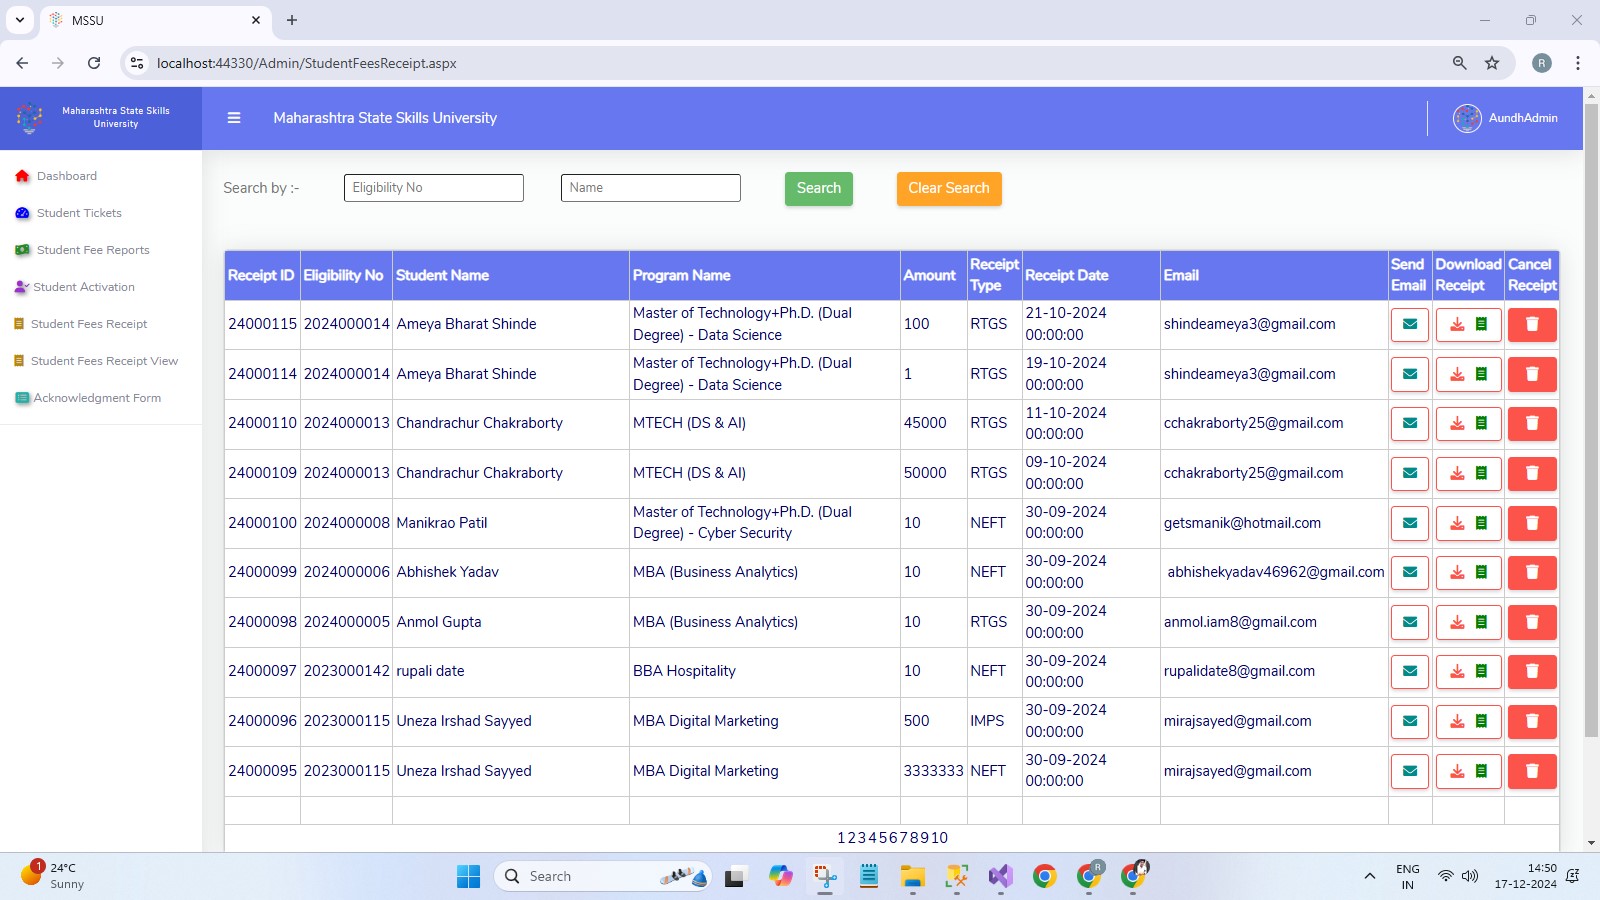 MSSU
localhost:44330/Admin/StudentFeesReceipt.aspx
R
Maharashtra State Skills
University
Maharashtra State Skills University
AundhAdmin
Dashboard
Student Tickets
Student Fee Reports
Student Activation
Student Fees Receipt
Student Fees Receipt View
Acknowledgment Form
Search by :- Eligibility No Name Search Clear Search
Receipt ID Eligibility No Student Name Program Name Amount Receipt Type Receipt Date Email Send Email Download Receipt Cancel Receipt
24000115 2024000014 Ameya Bharat Shinde Master of Technology+Ph.D. (Dual Degree) - Data Science 100 RTGS 21-10-2024 00:00:00 shindeameya3@gmail.com
24000114 2024000014 Ameya Bharat Shinde Master of Technology+Ph.D. (Dual Degree) - Data Science 1 RTGS 19-10-2024 00:00:00 shindeameya3@gmail.com
24000110 2024000013 Chandrachur Chakraborty MTECH (DS & AI) 45000 RTGS 11-10-2024 00:00:00 cchakraborty25@gmail.com
24000109 2024000013 Chandrachur Chakraborty MTECH (DS & AI) 50000 RTGS 09-10-2024 00:00:00 cchakraborty25@gmail.com
24000100 2024000008 Manikrao Patil Master of Technology+Ph.D. (Dual Degree) - Cyber Security 10 NEFT 30-09-2024 00:00:00 getsmanik@hotmail.com
24000099 2024000006 Abhishek Yadav MBA (Business Analytics) 10 NEFT 30-09-2024 00:00:00 abhishekyadav46962@gmail.com
24000098 2024000005 Anmol Gupta MBA (Business Analytics) 10 RTGS 30-09-2024 00:00:00 anmol.iam8@gmail.com
24000097 2023000142 rupali date BBA Hospitality 10 NEFT 30-09-2024 00:00:00 rupalidate8@gmail.com
24000096 2023000115 Uneza Irshad Sayyed MBA Digital Marketing 500 IMPS 30-09-2024 00:00:00 mirajsayed@gmail.com
24000095 2023000115 Uneza Irshad Sayyed MBA Digital Marketing 3333333 NEFT 30-09-2024 00:00:00 mirajsayed@gmail.com
1 2 3 4 5 6 7 8 9 10
1
24°C
Sunny
Search
R
ENG
IN
14:50
17-12-2024